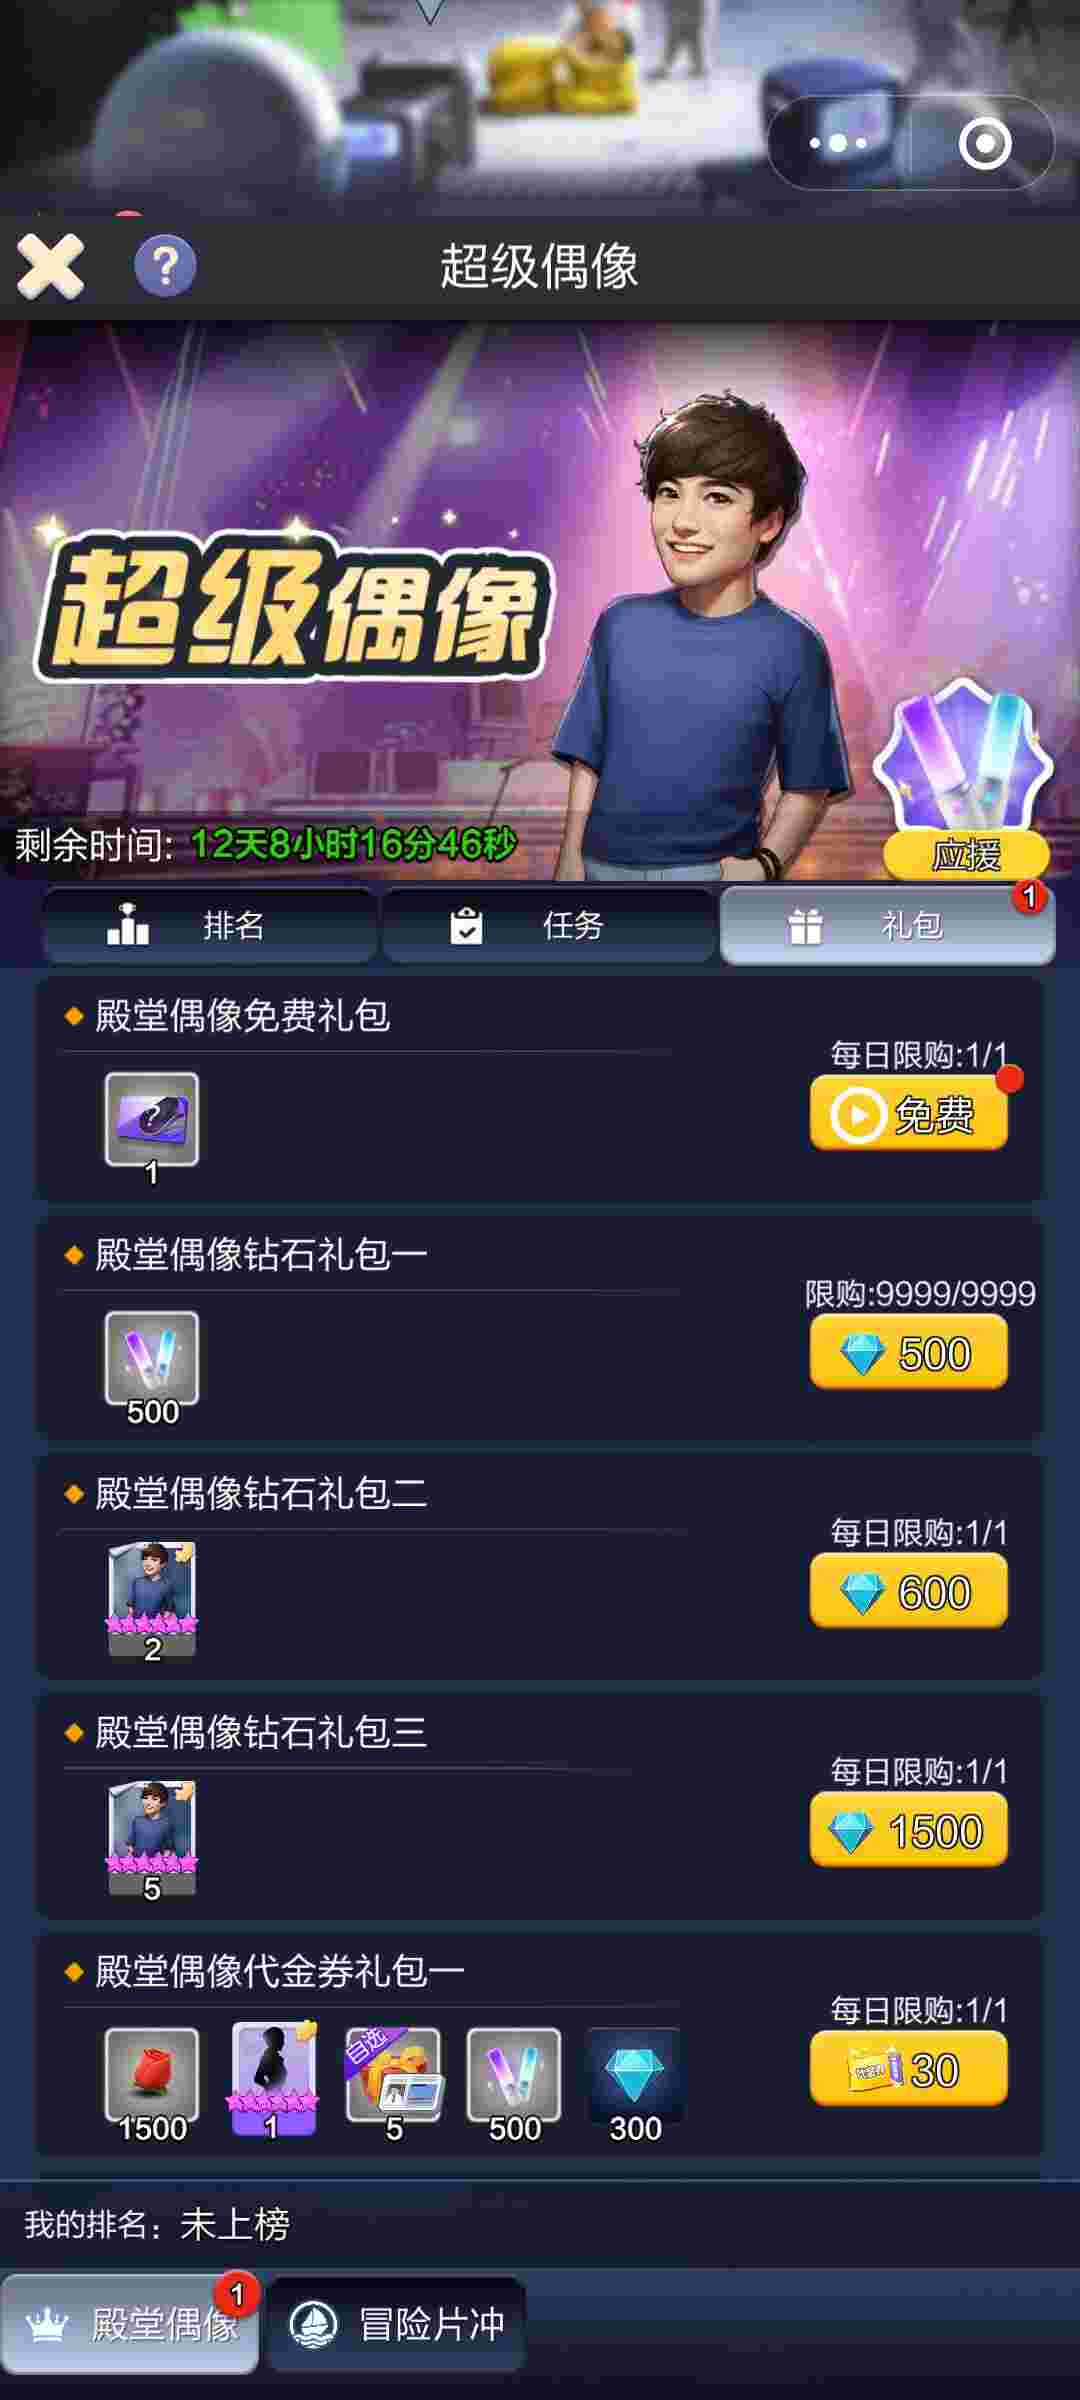 超级偶像
超级偶像
剩余时间: 12天8小时16分46秒
应援
排名
任务
礼包
1
殿堂偶像免费礼包
每日限购:1/1
免费
1
殿堂偶像钻石礼包一
限购:9999/9999
500
500
殿堂偶像钻石礼包二
每日限购:1/1
600
2
殿堂偶像钻石礼包三
每日限购:1/1
1500
5
殿堂偶像代金券礼包一
每日限购:1/1
30
自选
1500 1 5 500 300
我的排名: 未上榜
殿堂偶像
1
冒险片冲